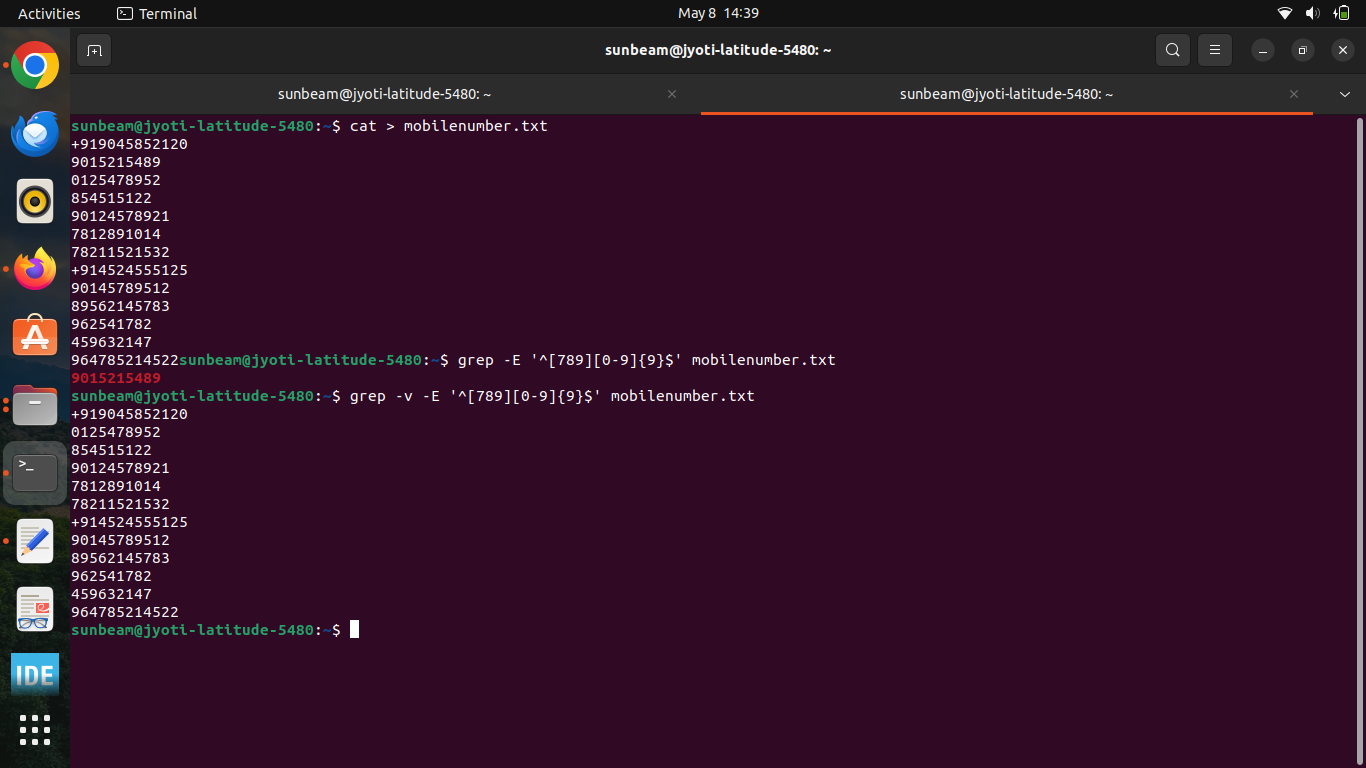 Activities
Terminal
May 8 14:39
sunbeam@jyoti-latitude-5480: ~
sunbeam@jyoti-latitude-5480: ~
sunbeam@jyoti-latitude-5480: ~
sunbeam@jyoti-latitude-5480:~$ cat > mobilenumber.txt
+919045852120
9015215489
0125478952
854515122
90124578921
7812891014
78211521532
+914524555125
90145789512
89562145783
962541782
459632147
964785214522sunbeam@jyoti-latitude-5480:~$ grep -E '^[789][0-9]{9}$' mobilenumber.txt
9015215489
sunbeam@jyoti-latitude-5480:~$ grep -v -E '^[789][0-9]{9}$' mobilenumber.txt
+919045852120
0125478952
854515122
90124578921
7812891014
78211521532
+914524555125
90145789512
89562145783
962541782
459632147
964785214522
sunbeam@jyoti-latitude-5480:~$
IDE